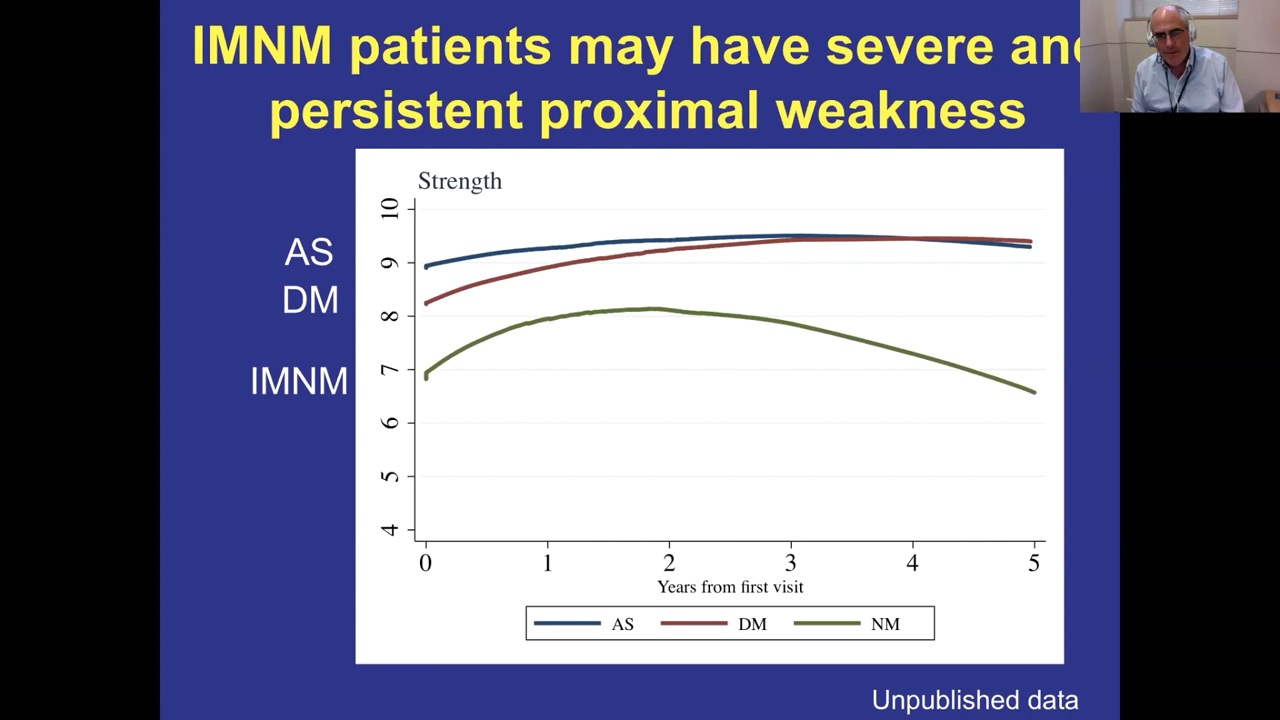 IMNM patients may have severe and
persistent proximal weakness
Strength
AS
DM
IMNM
10
9
8
7
6
5
4
0 1 2 3 4 5
Years from first visit
AS DM NM
Unpublished data